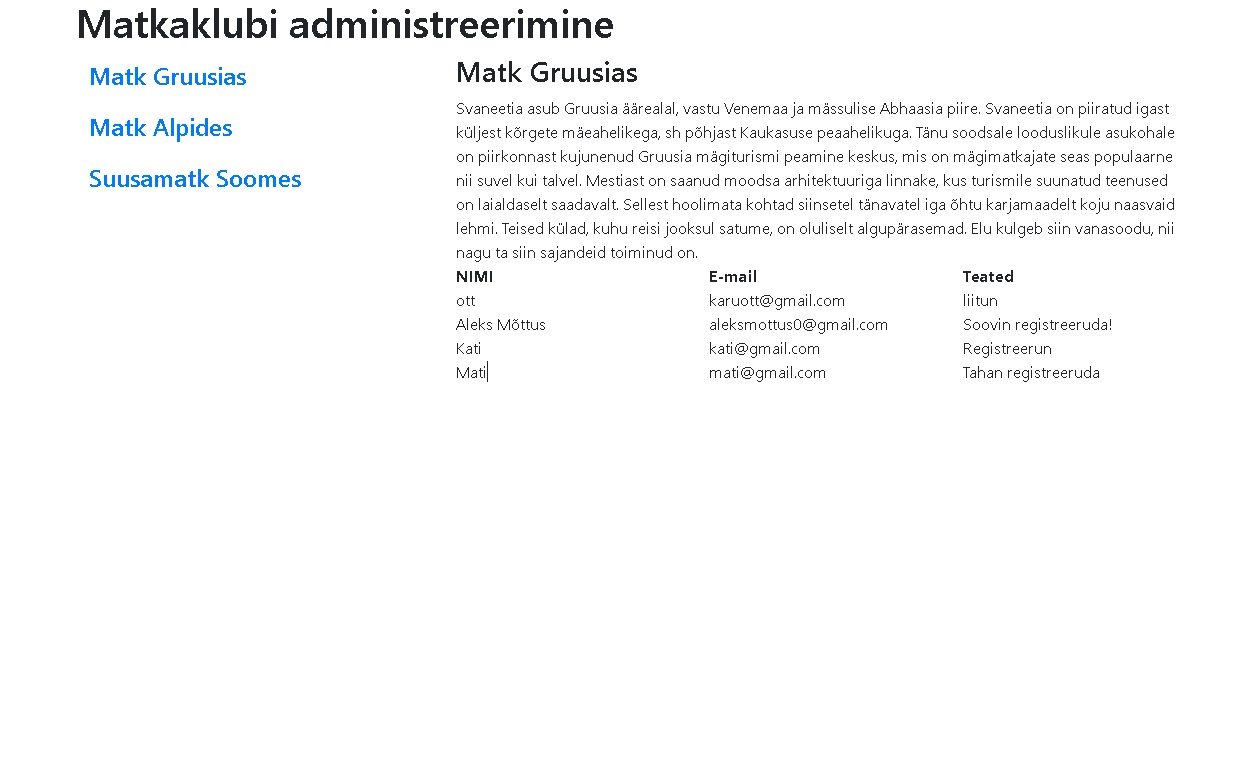 Matkaklubi administreerimine
Matk Gruusias
Matk Alpides
Suusamatk Soomes
Matk Gruusias
Svaneetia asub Gruusia äärealal, vastu Venemaa ja mässulise Abhaasia piire. Svaneetia on piiratud igast
küljest kõrgete mäeahelikega, sh põhjast Kaukasuse peaahelikuga. Tänu soodsale looduslikule asukohale
on piirkonnast kujunenud Gruusia mägiturismi peamine keskus, mis on mägimatkajate seas populaarne
nii suvel kui talvel. Mestiast on saanud moodsa arhitektuuriga linnake, kus turismile suunatud teenused
on laialdaselt saadavalt. Sellest hoolimata kohtad siinsetel tänavatel iga õhtu karjamaadelt koju naasvaid
lehmi. Teised külad, kuhu reisi jooksul satume, on oluliselt algupärasemad. Elu kulgeb siin vanasoodu, nii
nagu ta siin sajandeid toiminud on.
NIMI E-mail Teated
ott karuott@gmail.com liitun
Aleks Mõttus aleksmottus0@gmail.com Soovin registreeruda!
Kati kati@gmail.com Registreerun
Mati mati@gmail.com Tahan registreeruda